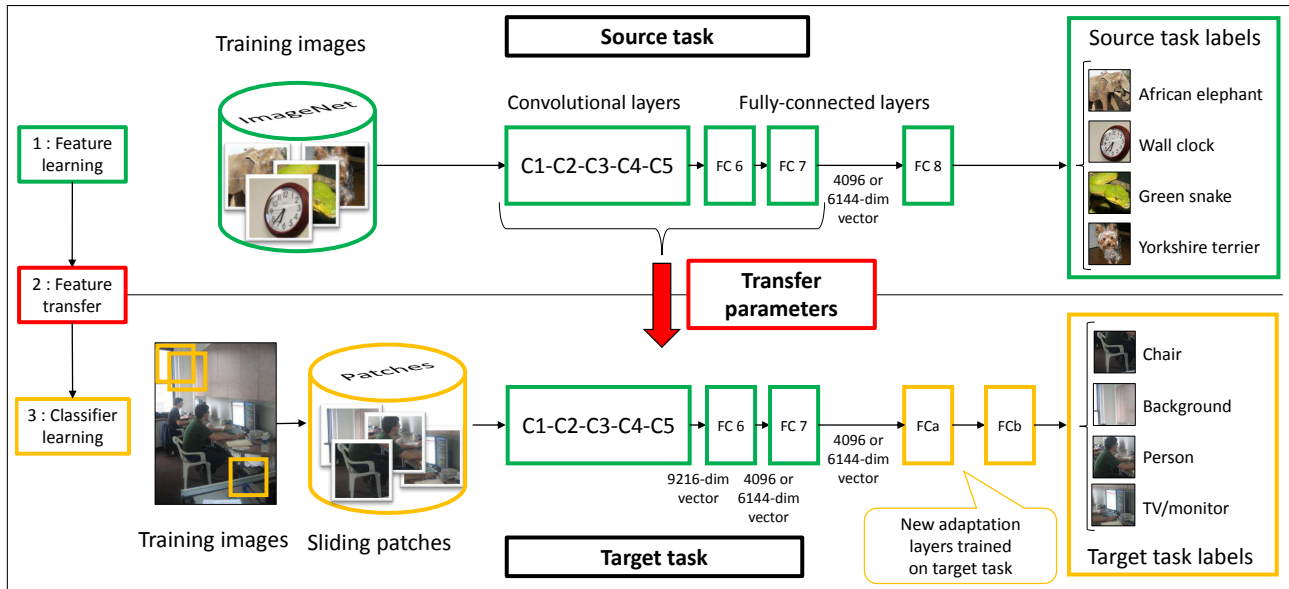 Training images
Source task
Source task labels
ImageNet
Convolutional layers
Fully-connected layers
African elephant
1 : Feature
learning
C1-C2-C3-C4-C5
FC 6
FC 7
FC 8
Wall clock
4096 or
6144-dim
vector
Green snake
Yorkshire terrier
2 : Feature
transfer
Transfer
parameters
Patches
Chair
3 : Classifier
learning
C1-C2-C3-C4-C5
FC 6
FC 7
FCa
FCb
Background
4096 or
6144-dim
vector
Person
9216-dim
vector
4096 or
6144-dim
vector
TV/monitor
Training images
Sliding patches
Target task
New adaptation
layers trained
on target task
Target task labels